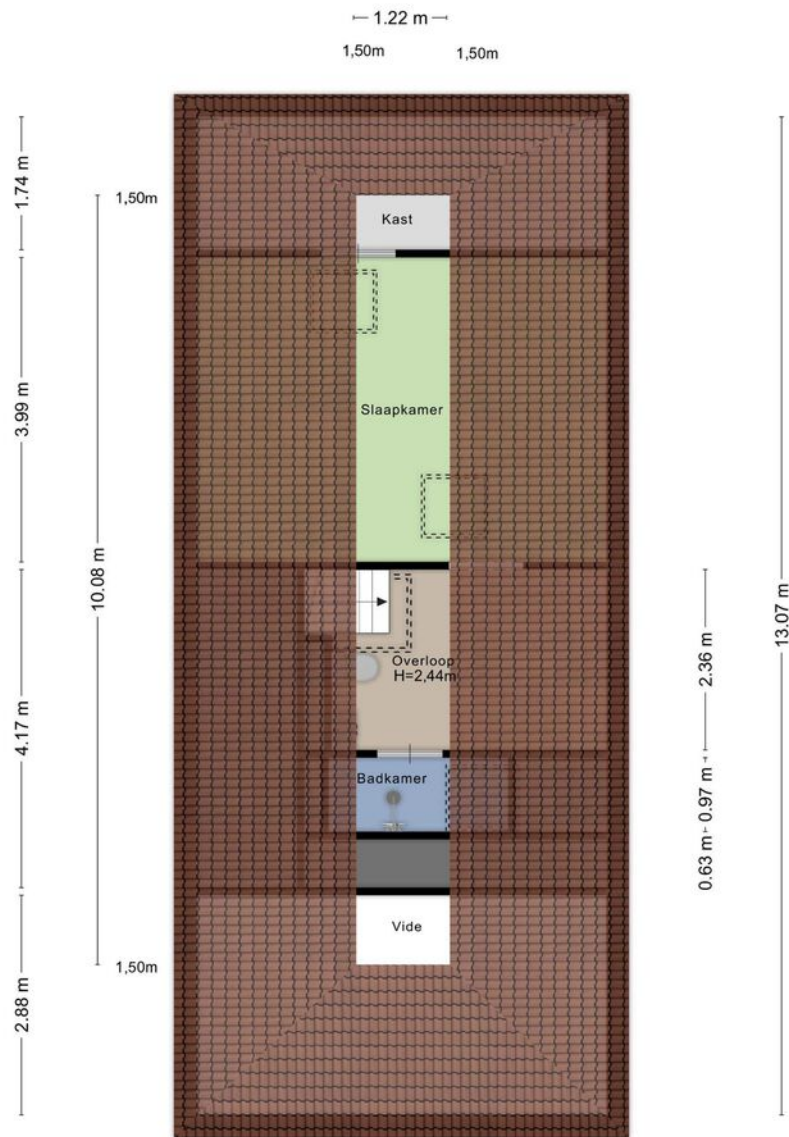 1.22 m
1,50m
1,50m
1.74 m
1,50m
Kast
3.99 m
Slaapkamer
10.08 m
13.07 m
Overloop
H=2,44m
2.36 m
4.17 m
Badkamer
0.97 m
0.63 m
Vide
1,50m
2.88 m